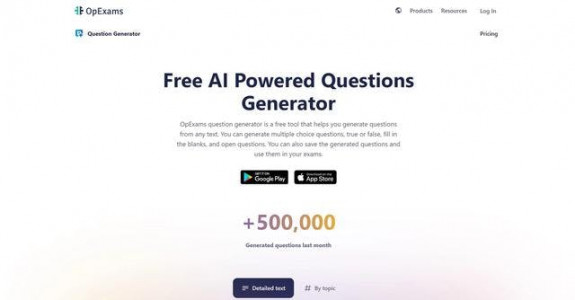 OpExams
Products Resources Log In
Question Generator
Pricing
Free AI Powered Questions
Generator
OpExams question generator is a free tool that helps you generate questions
from any text. You can generate multiple choice questions, true or false, fill in
the blanks, and open questions. You can also save the generated questions and
use them in your exams.
GET IT ON
Google Play
Download on the
App Store
+500,000
Generated questions last month
Detailed text
By topic